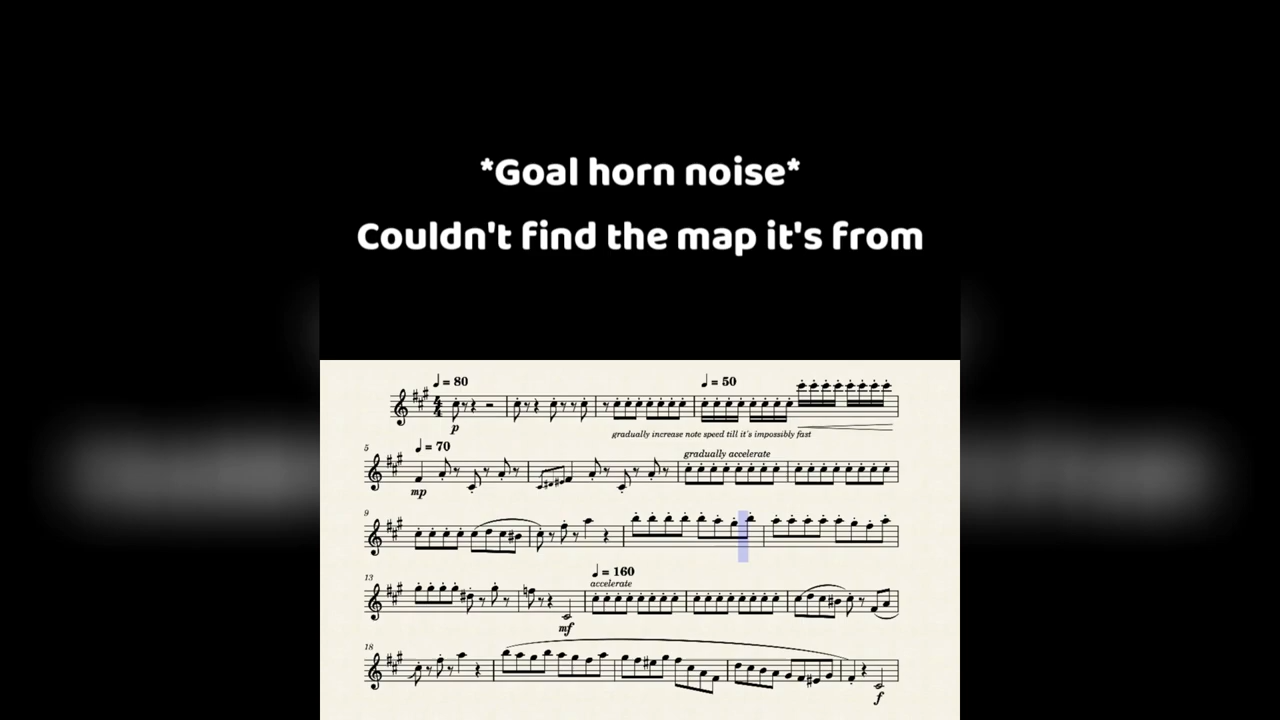 *Goal horn noise*
Couldn't find the map it's from
♩ = 80
♩ = 50
p
gradually increase note speed till it's impossibly fast
5
♩ = 70
gradually accelerate
mp
9
13
♩ = 160
accelerate
mf
18
f